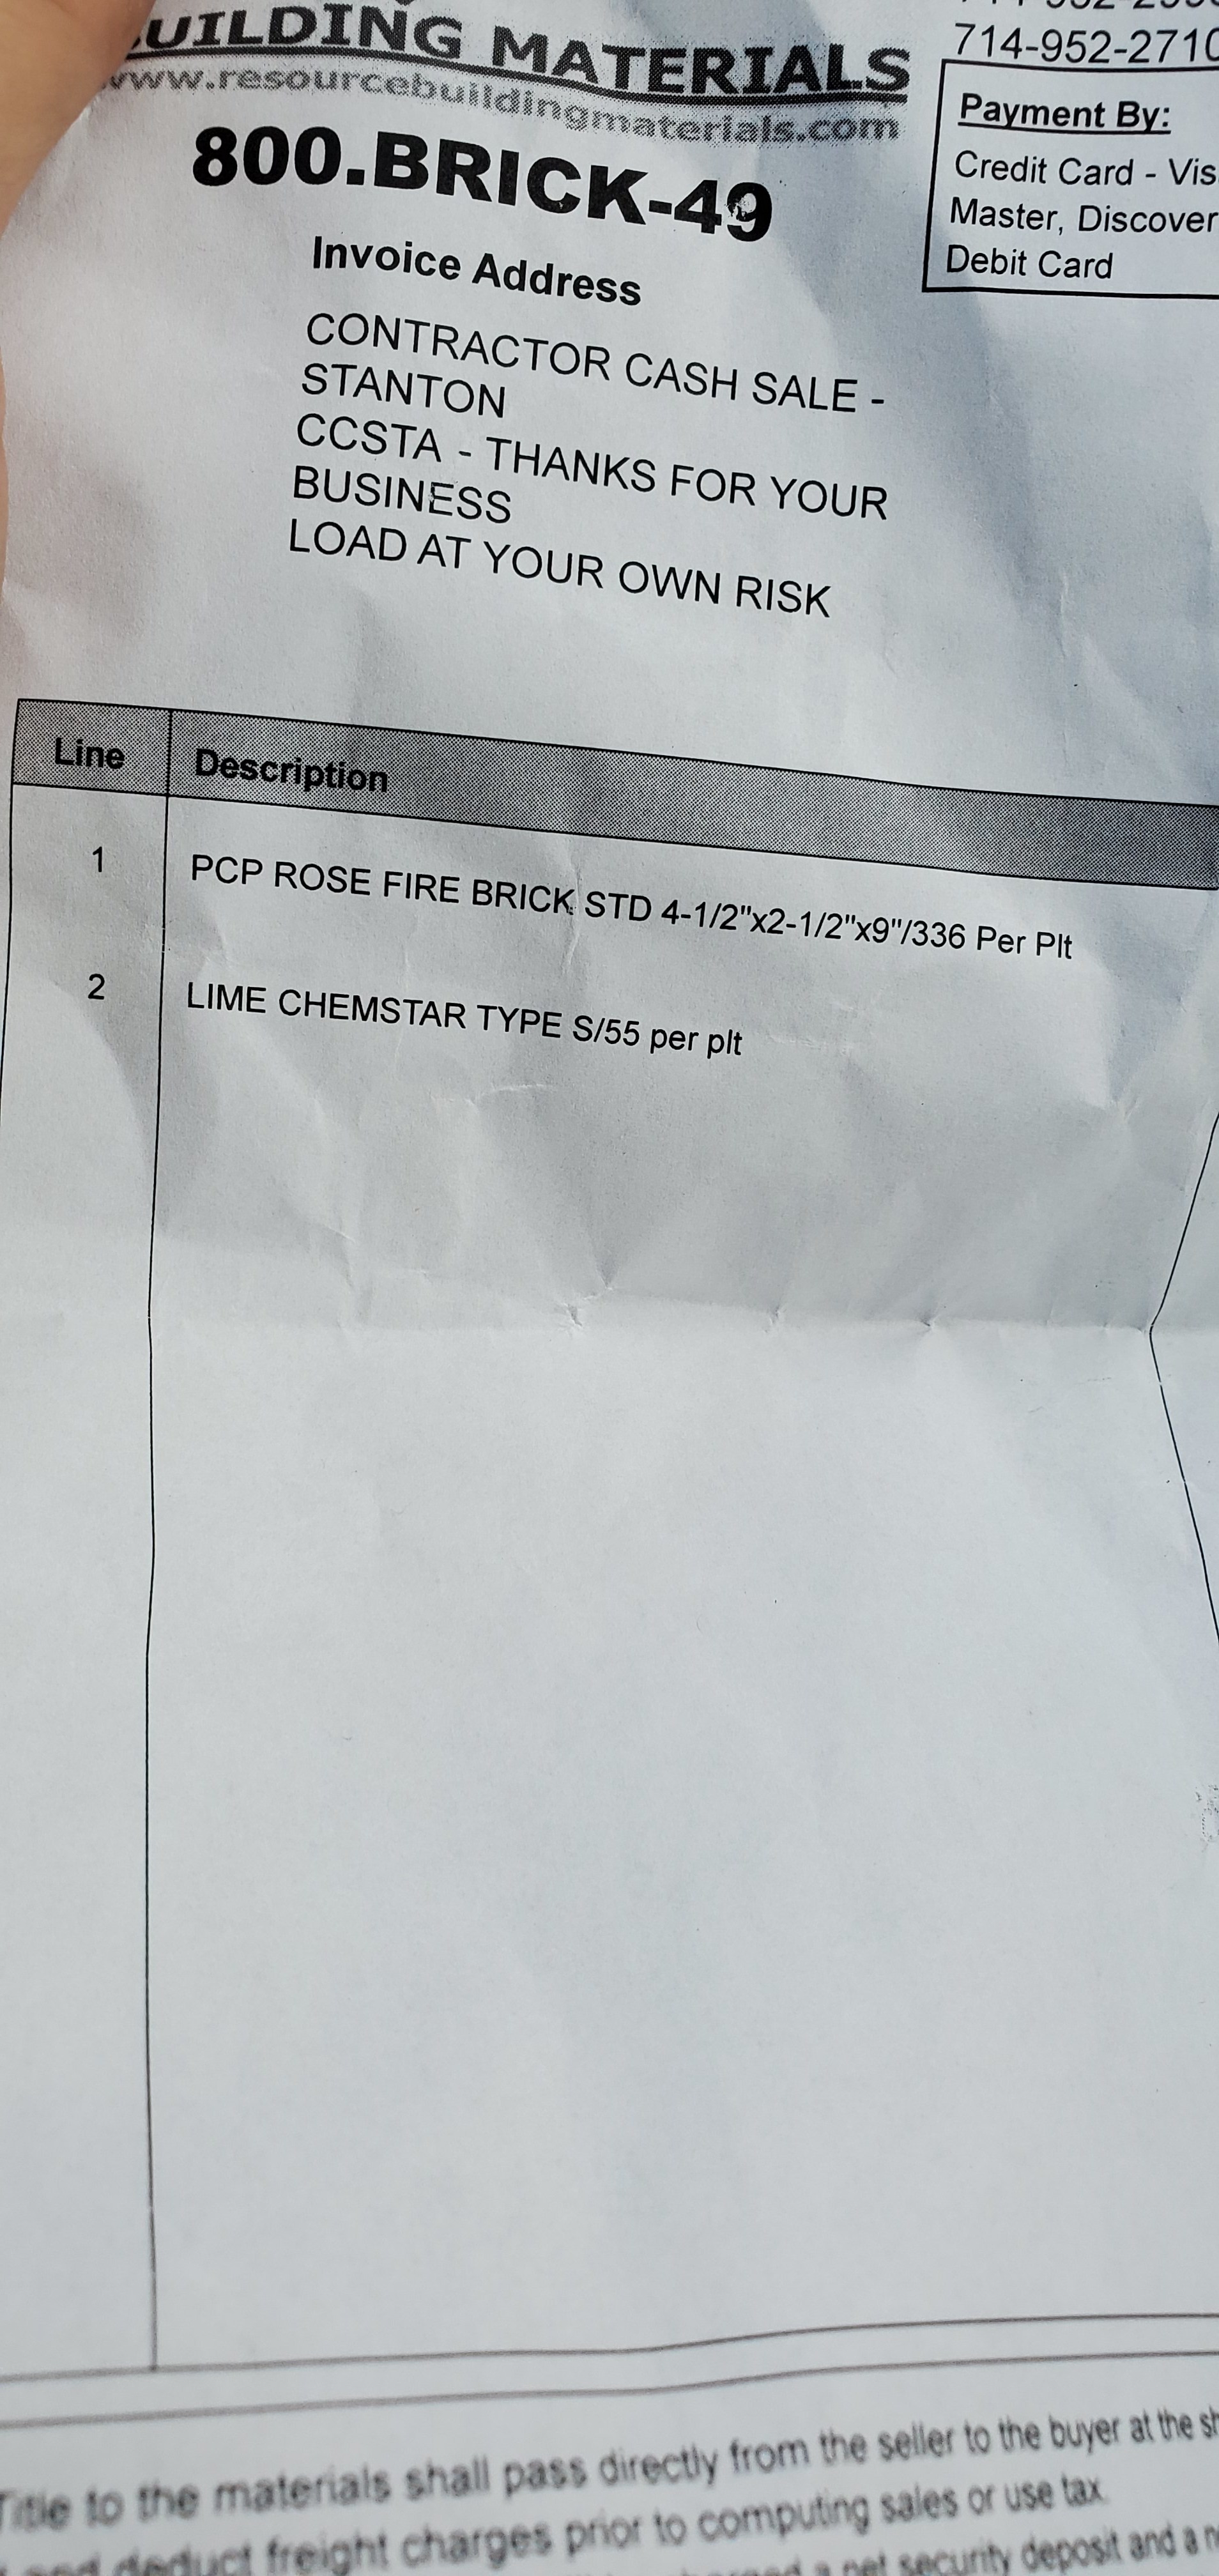 UILDING MATERIALS
www.resourcebuildingmaterials.com
800.BRICK-49
714-952-2710
Payment By:
Credit Card - Vis
Master, Discover
Debit Card
Invoice Address
CONTRACTOR CASH SALE -
STANTON
CCSTA - THANKS FOR YOUR
BUSINESS
LOAD AT YOUR OWN RISK
Line Description
1 PCP ROSE FIRE BRICK STD 4-1/2"x2-1/2"x9"/336 Per Plt
2 LIME CHEMSTAR TYPE S/55 per plt
Title to the materials shall pass directly from the seller to the buyer at the sh
and deduct freight charges prior to computing sales or use tax.
a net security deposit and a n